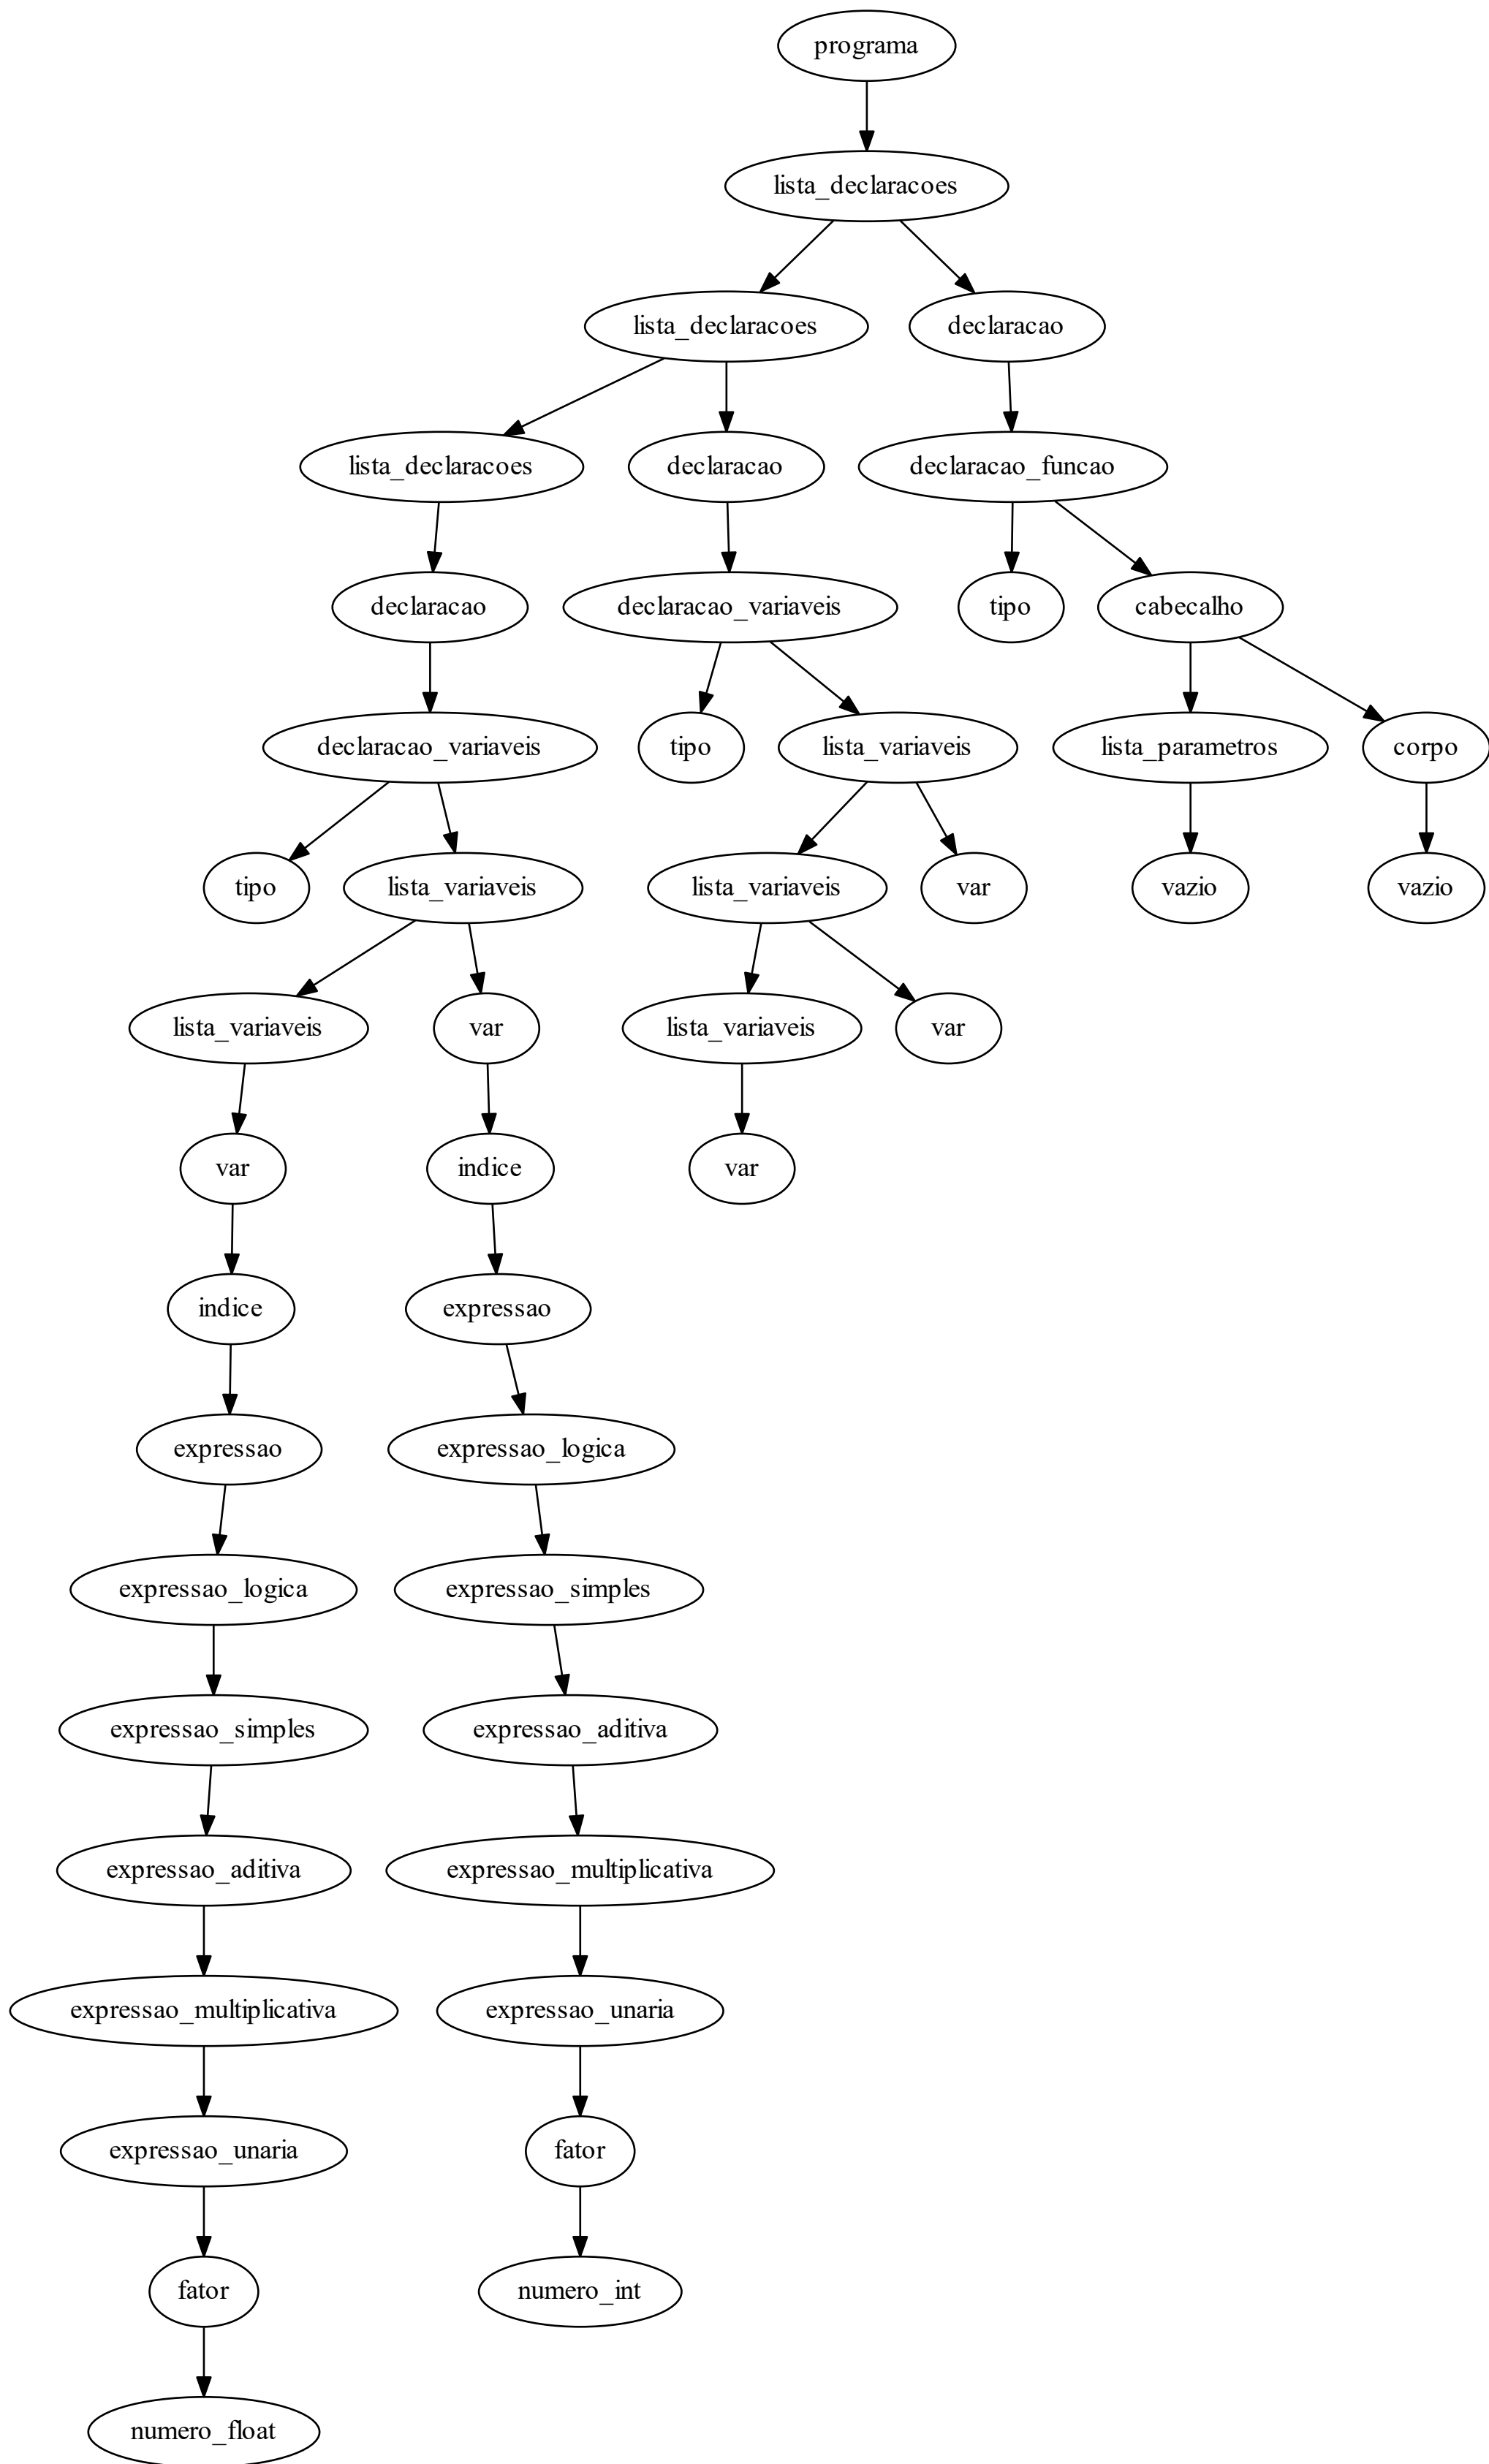 programa
lista_declaracoes
lista_declaracoes declaracao
lista_declaracoes declaracao declaracao_funcao
declaracao declaracao_variaveis tipo cabecalho
declaracao_variaveis tipo lista_variaveis lista_parametros corpo
tipo lista_variaveis lista_variaveis var vazio vazio
lista_variaveis var lista_variaveis var
var indice var
indice expressao
expressao expressao_logica
expressao_logica expressao_simples
expressao_simples expressao_aditiva
expressao_aditiva expressao_multiplicativa
expressao_multiplicativa expressao_unaria
expressao_unaria fator
fator numero_int
numero_float